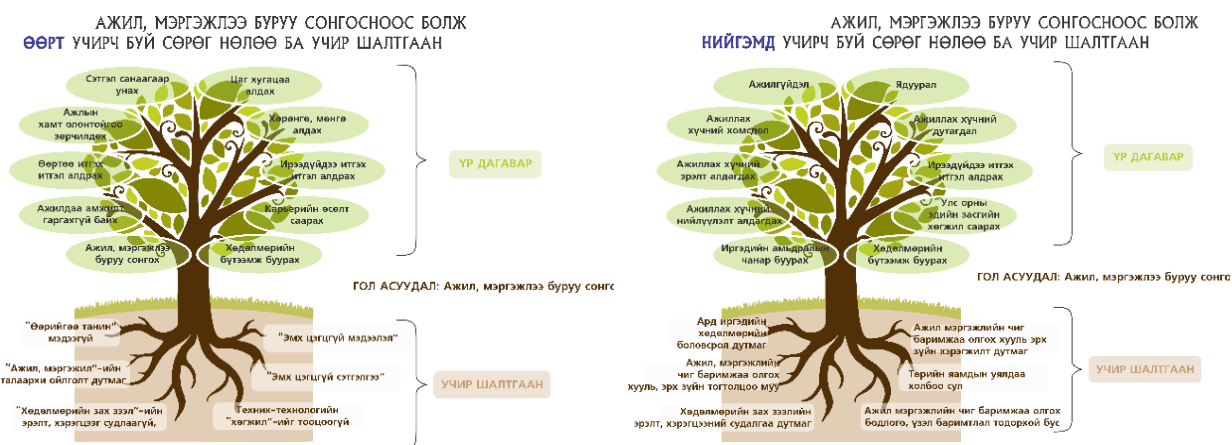 АЖИЛ, МЭРГЭЖЛЭЭ БУРУУ СОНГОСНООС БОЛЖ
ӨӨРТ УЧИРЧ БУЙ СӨРӨГ НӨЛӨӨ БА УЧИР ШАЛТГААН
Сэтгэл санаагаар
унах
Цаг хугацаа
алдах
Ажлын
хамт олонтойгоо
зөрчилдөх
Хөрөнгө, мөнгө
алдах
Өөртөө итгэх
итгэл алдрах
Ирээдүйдээ итгэх
итгэл алдрах
Ажилдаа амжилт
гаргахгүй байх
Карьерийн өсөлт
саарах
Ажил, мэргэжлээ
буруу сонгох
Хөдөлмөрийн
бүтээмж буурах
ҮР ДАГАВАР
ГОЛ АСУУДАЛ: Ажил, мэргэжлээ буруу сонго
"Өөрийгөө танин"
мэдээгүй
"Эмх цэгцгүй мэдээлэл"
"Ажил, мэргэжил"-ийн
талаархи ойлголт дутмаг
"Эмх цэгцгүй сэтгэлгээ"
"Хөдөлмөрийн зах зээл"-ийн
эрэлт, хэрэгцээг судлаагүй,
Техник-технологийн
"хөгжил"-ийг тооцоогүй
УЧИР ШАЛТГААН
АЖИЛ, МЭРГЭЖЛЭЭ БУРУУ СОНГОСНООС БОЛЖ
НИЙГЭМД УЧИРЧ БУЙ СӨРӨГ НӨЛӨӨ БА УЧИР ШАЛТГААН
Ажилгүйдэл
Ядуурал
Ажиллах
хүчний хомсдол
Ажиллах хүчний
дутагдал
Ажиллах хүчний
эрэлт алдагдах
Ирээдүйдээ итгэх
итгэл алдрах
Ажиллах хүчний
нийлүүлэлт алдагдах
Улс орны
эдийн засгийн
хөгжил саарах
Иргэдийн амьдралын
чанар буурах
Хөдөлмөрийн
бүтээмж буурах
ҮР ДАГАВАР
ГОЛ АСУУДАЛ: Ажил, мэргэжлээ буруу сонго
Ард иргэдийн
хөдөлмөрийн
боловсрол дутмаг
Ажил мэргэжлийн чиг
баримжаа олгох хууль эрх
зүйн хэрэгжилт дутмаг
Ажил, мэргэжлийн
чиг баримжаа олгох
хууль, эрх зүйн тогтолцоо муу
Төрийн яамдын уялдаа
холбоо сул
Хөдөлмөрийн зах зээлийн
эрэлт, хэрэгцээний судалгаа дутмаг
Ажил мэргэжлийн чиг баримжаа олгох
бодлого, үзэл баримтлал тодорхой бус
УЧИР ШАЛТГААН